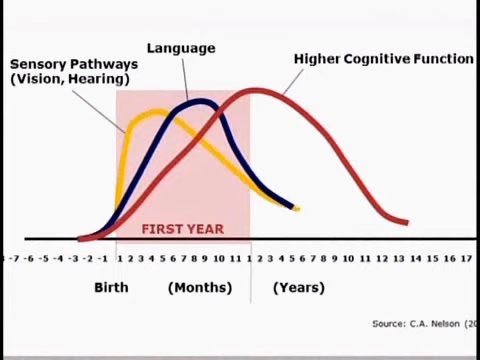 Language
Sensory Pathways
(Vision, Hearing)
Higher Cognitive Function
FIRST YEAR
-7 -6 -5 -4 -3 -2 -1 1 2 3 4 5 6 7 8 9 10 11 1 2 3 4 5 6 7 8 9 10 11 12 13 14 15 16 17
Birth (Months) (Years)
Source: C.A. Nelson